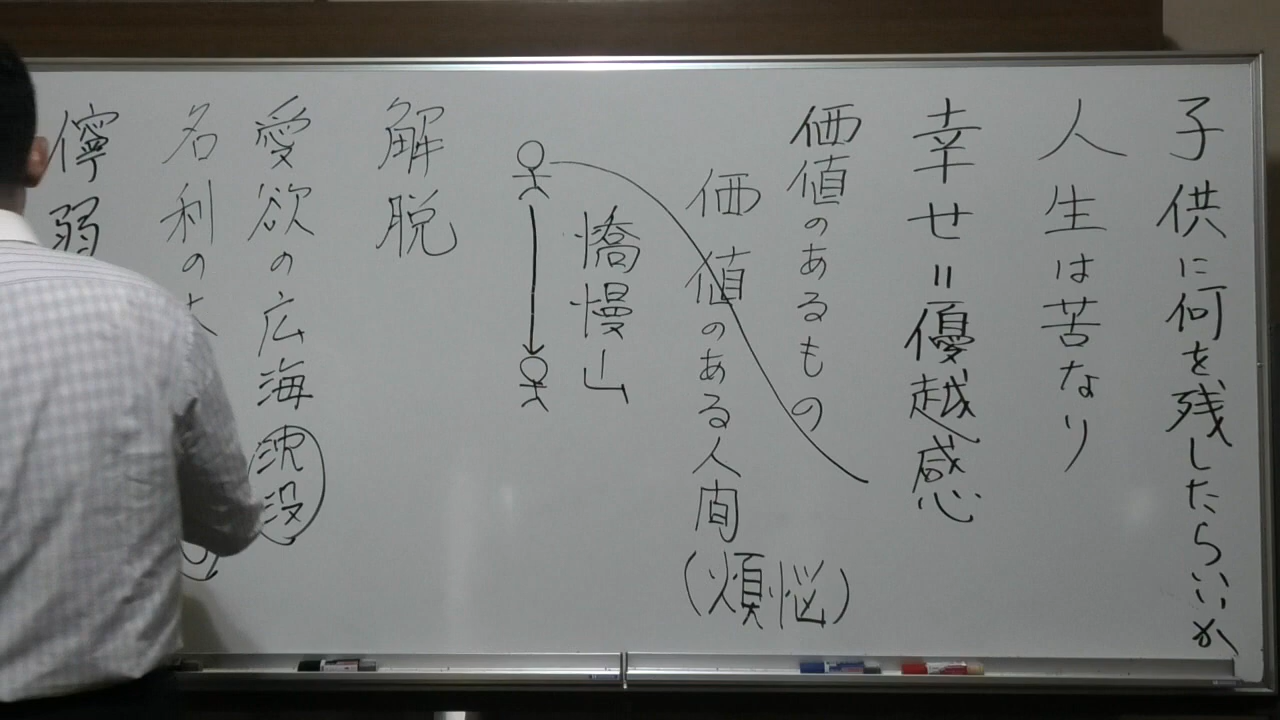 子供に何を残したらいいか
人生は苦なり
幸せ=優越感
価値のあるもの
価値のある人間
(煩悩)
憍慢山
解脱
愛欲の広海沈没
名利の
儜弱